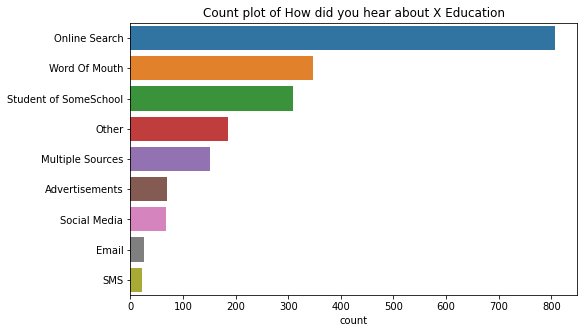 Count plot of How did you hear about X Education
Online Search
Word Of Mouth
Student of SomeSchool
Other
Multiple Sources
Advertisements
Social Media
Email
SMS
0 100 200 300 400 500 600 700 800
count